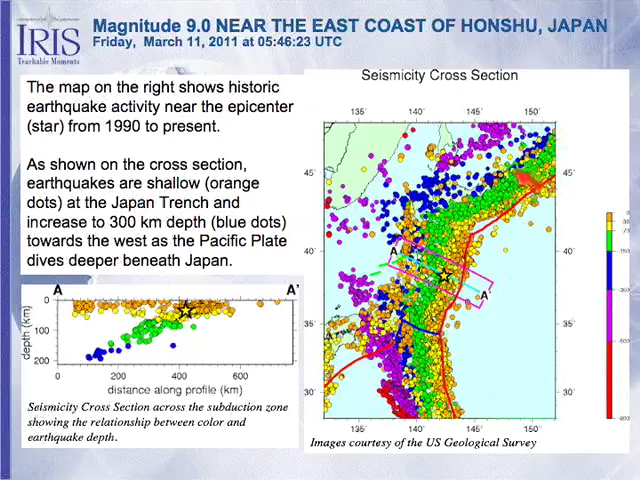 IRIS
Teachable Moments
Magnitude 9.0 NEAR THE EAST COAST OF HONSHU, JAPAN
Friday, March 11, 2011 at 05:46:23 UTC
The map on the right shows historic
earthquake activity near the epicenter
(star) from 1990 to present.
As shown on the cross section,
earthquakes are shallow (orange
dots) at the Japan Trench and
increase to 300 km depth (blue dots)
towards the west as the Pacific Plate
dives deeper beneath Japan.
A A'
depth (km)
0
100
200
0 200 400 600
distance along profile (km)
Seismicity Cross Section across the subduction zone
showing the relationship between color and
earthquake depth.
Seismicity Cross Section
135° 140° 145° 150°
45° 45°
40° 40°
35° 35°
30° 30°
A A'
135° 140° 145° 150°
Images courtesy of the US Geological Survey